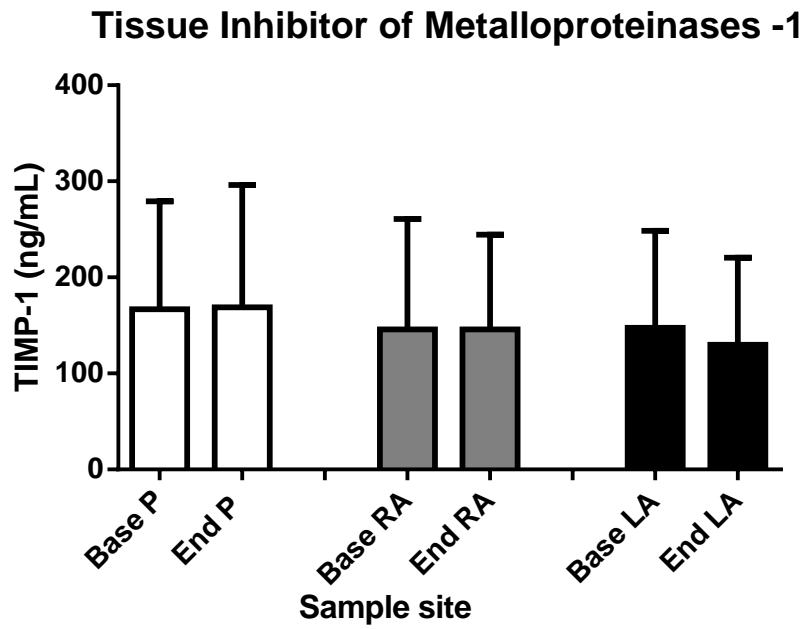 Tissue Inhibitor of Metalloproteinases -1
TIMP-1 (ng/mL)
400
300
200
100
0
Base P
End P
Base RA
End RA
Base LA
End LA
Sample site